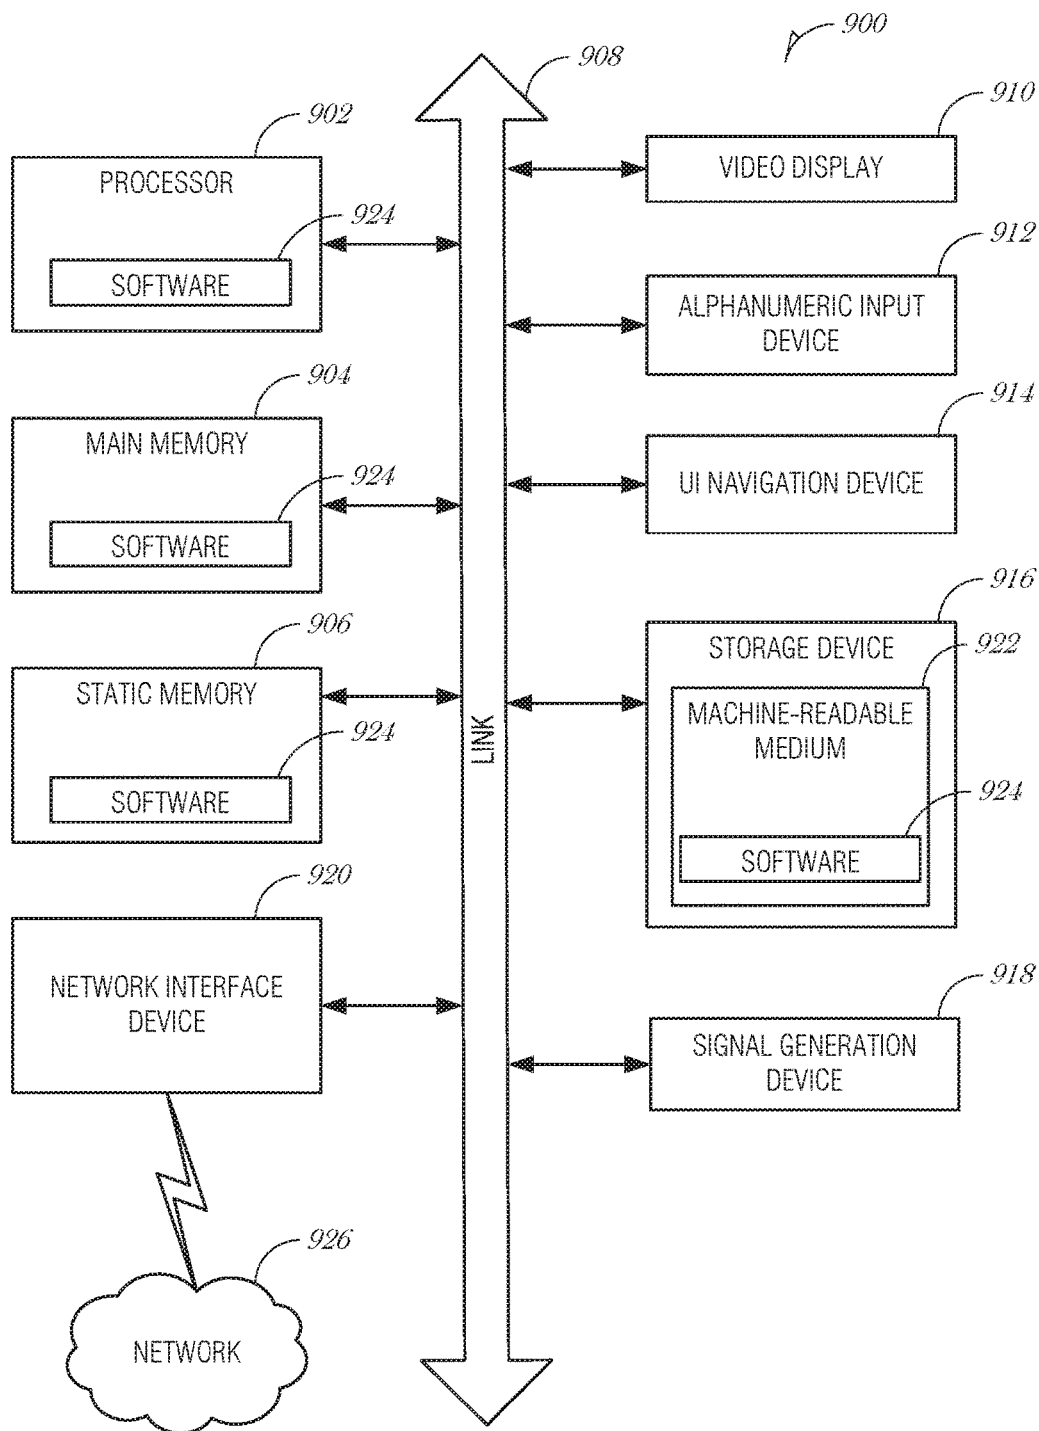 900
908
902
PROCESSOR
924
SOFTWARE
904
MAIN MEMORY
924
SOFTWARE
906
STATIC MEMORY
924
SOFTWARE
920
NETWORK INTERFACE
DEVICE
926
NETWORK
LINK
910
VIDEO DISPLAY
912
ALPHANUMERIC INPUT
DEVICE
914
UI NAVIGATION DEVICE
916
STORAGE DEVICE
922
MACHINE-READABLE
MEDIUM
924
SOFTWARE
918
SIGNAL GENERATION
DEVICE